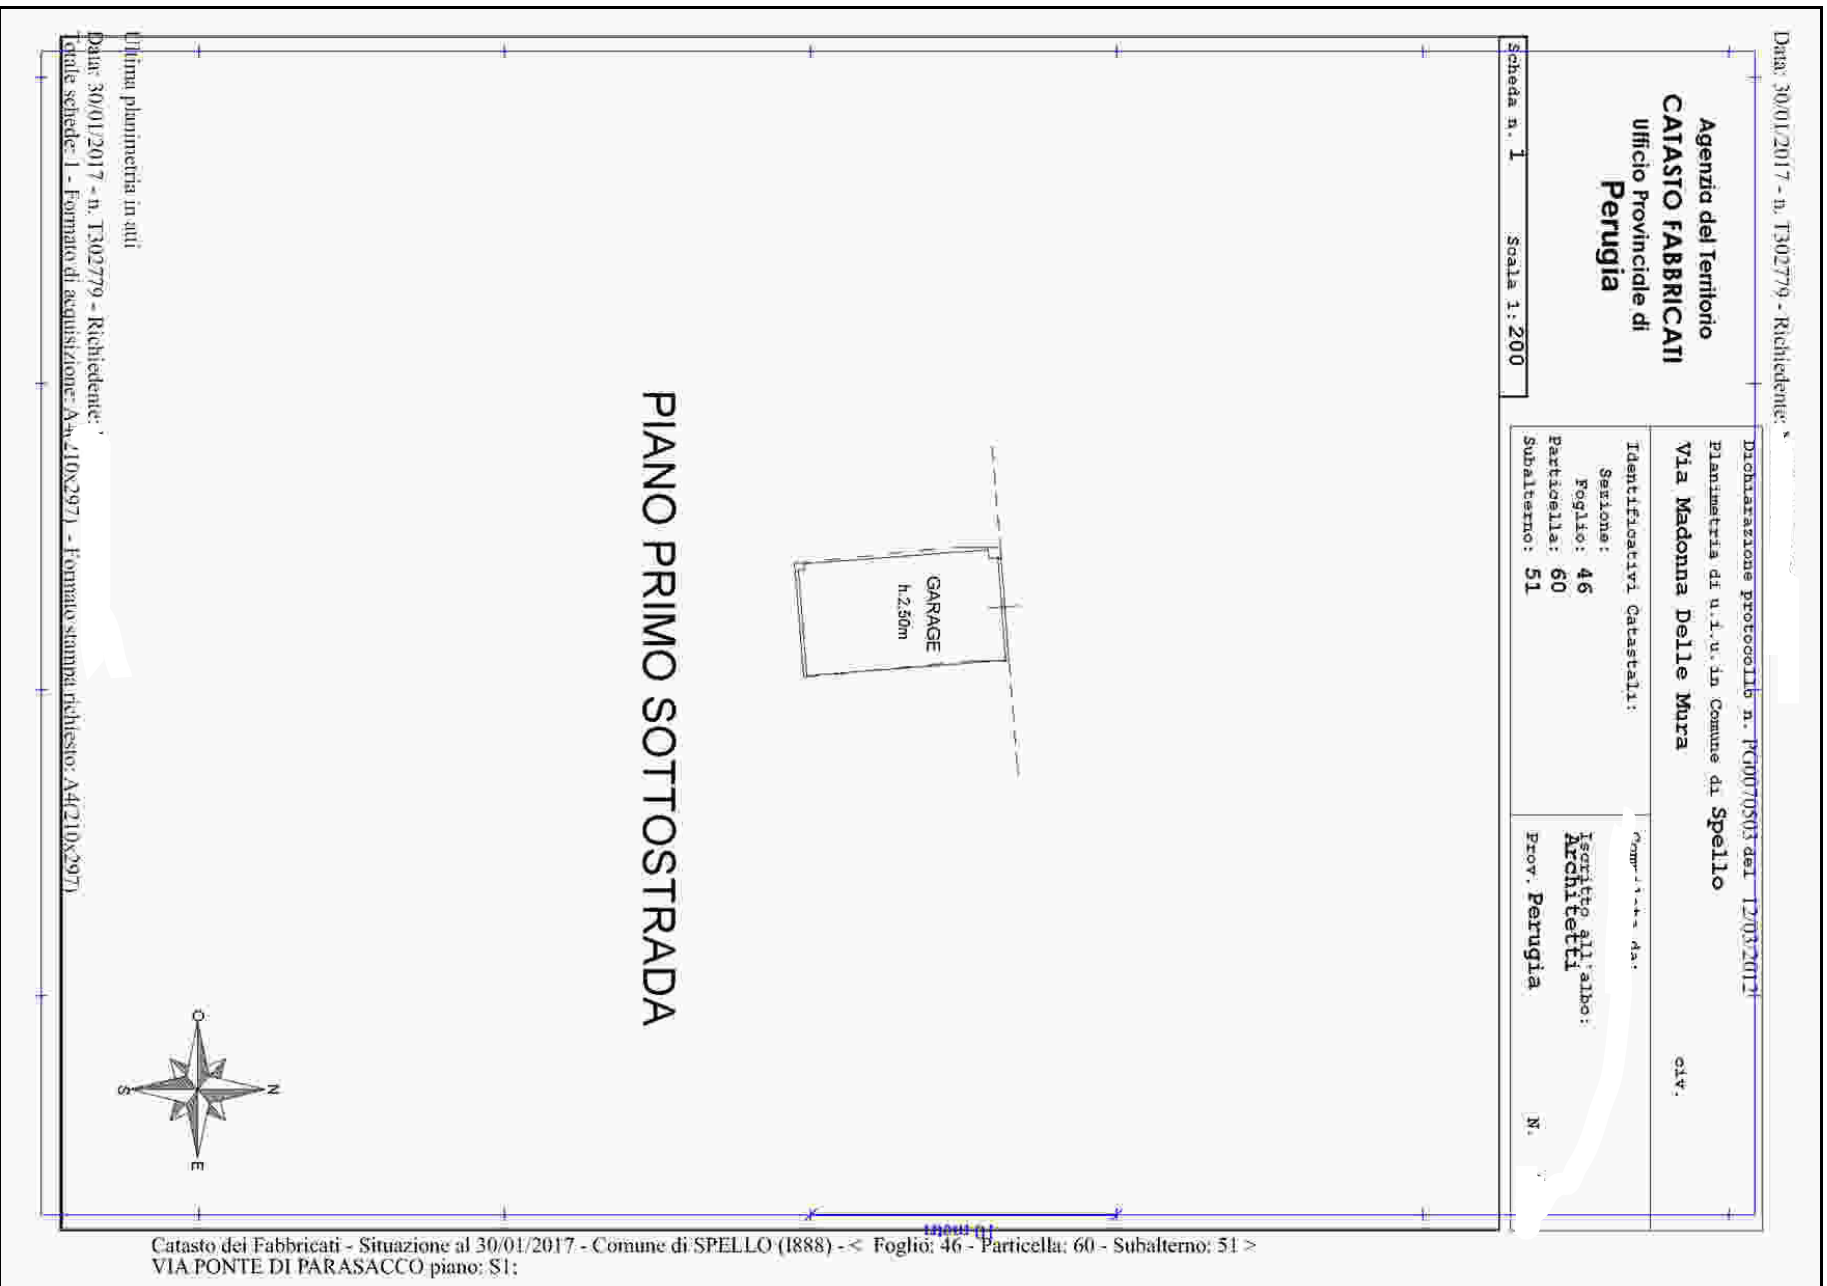 Data: 30/01/2017 - n. T302779 - Richiedente:
Agenzia del Territorio
CATASTO FABBRICATI
Ufficio Provinciale di
Perugia
Dichiarazione protocollo n. PG0070503 del 12/03/2012
Planimetria di u.i.u. in Comune di Spello
Via Madonna Delle Mura civ.
Identificativi Catastali:
Sezione:
Foglio: 46
Particella: 60
Subalterno: 51
da:
Iscritto all'albo:
Architetti
Prov. Perugia N.
Scheda n. 1 Scala 1:200
GARAGE
h.2.50m
PIANO PRIMO SOTTOSTRADA
10 metri
N
O
E
S
Ultima planimetria in atti
Data: 30/01/2017 - n. T302779 - Richiedente:
Totale schede: 1 - Formato di acquisizione: A4(210x297) - Formato stampa richiesto: A4(210x297)
Catasto dei Fabbricati - Situazione al 30/01/2017 - Comune di SPELLO (I888) - < Foglio: 46 - Particella: 60 - Subalterno: 51 >
VIA PONTE DI PARASACCO piano: S1;